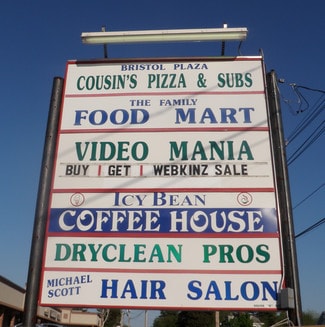 BRISTOL PLAZA
COUSIN'S PIZZA & SUBS
THE FAMILY
FOOD MART
VIDEO MANIA
BUY 1 GET 1 WEBKINZ SALE
ICY BEAN
COFFEE HOUSE
DRYCLEAN PROS
MICHAEL SCOTT HAIR SALON